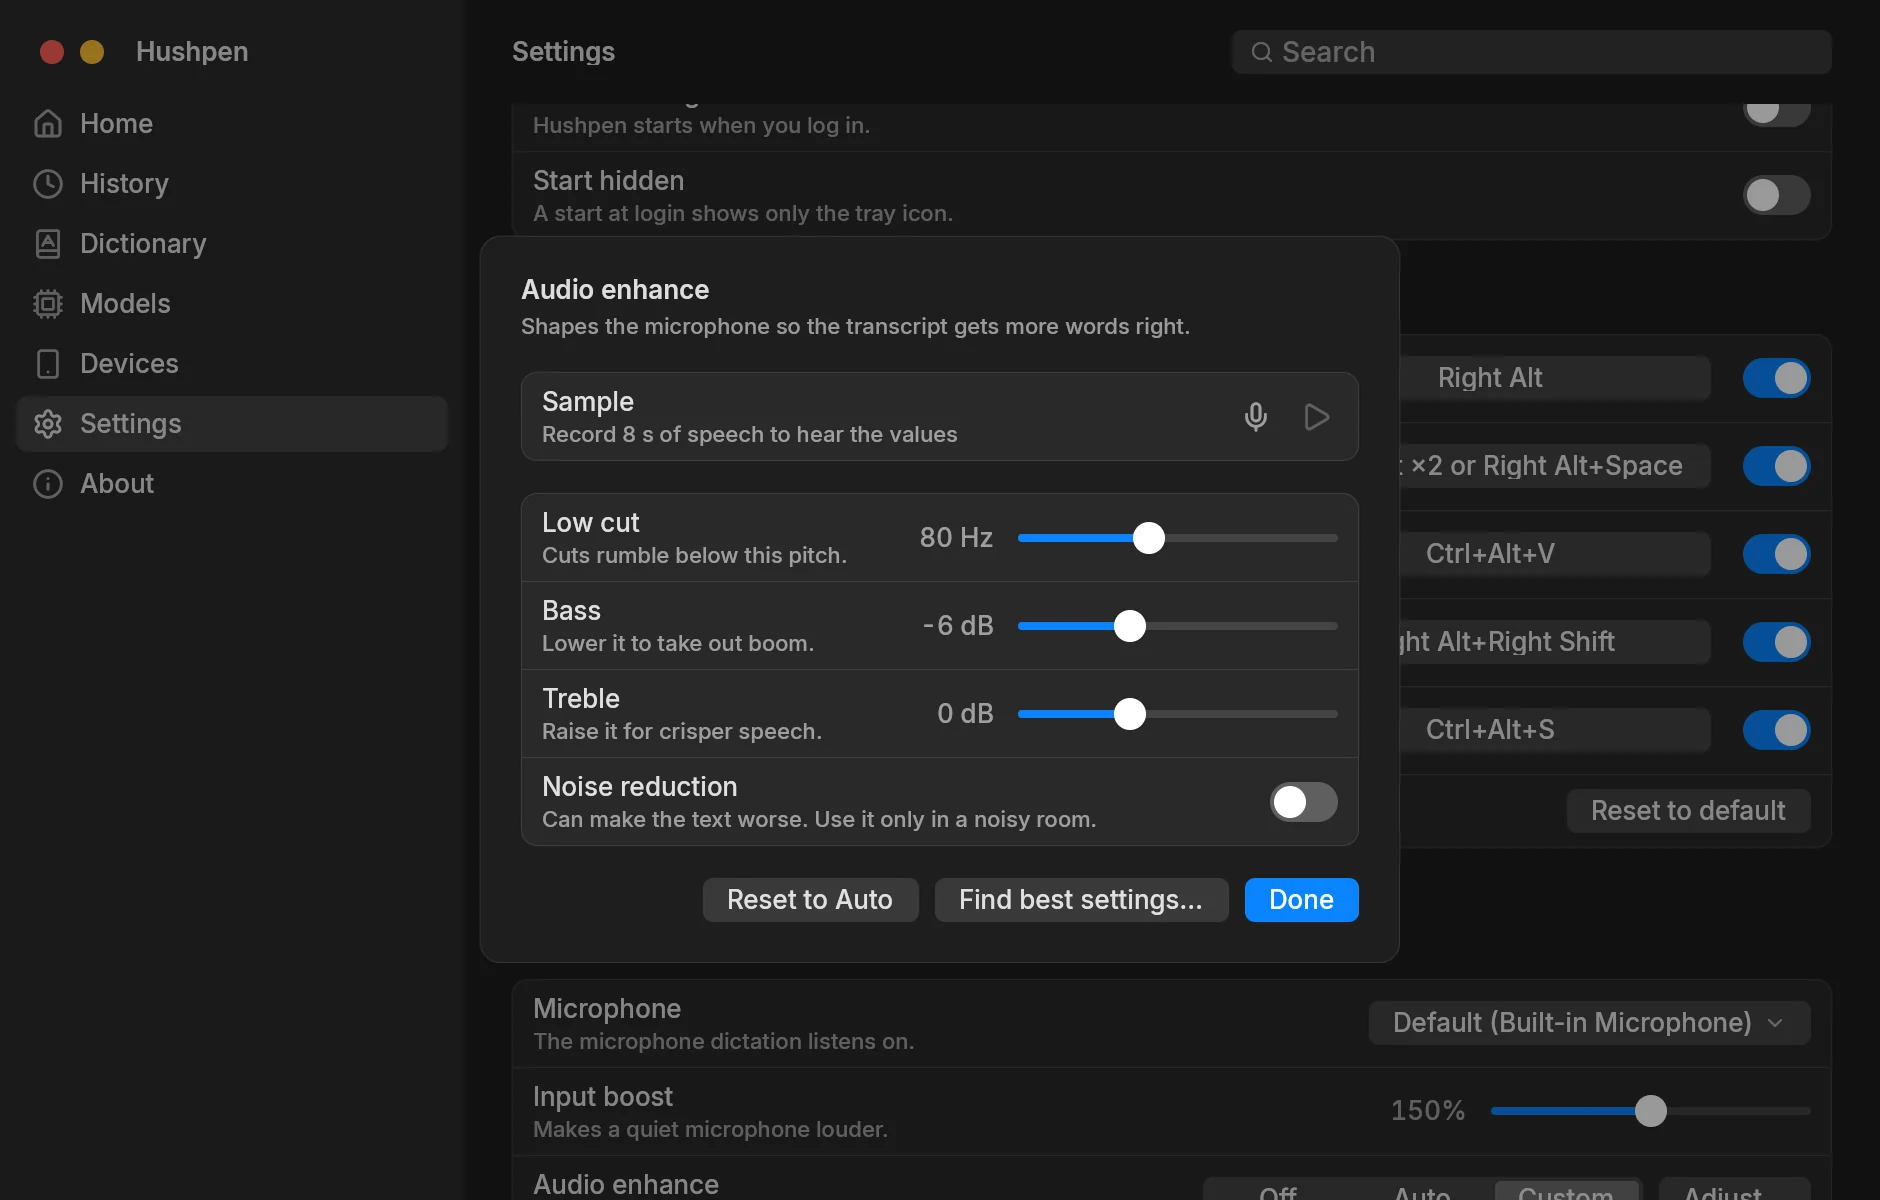 Hushpen
Home
History
Dictionary
Models
Devices
Settings
About
Settings
Search
Hushpen starts when you log in.
Start hidden
A start at login shows only the tray icon.
Audio enhance
Shapes the microphone so the transcript gets more words right.
Sample
Record 8 s of speech to hear the values
Low cut
Cuts rumble below this pitch.
80 Hz
Bass
Lower it to take out boom.
-6 dB
Treble
Raise it for crisper speech.
0 dB
Noise reduction
Can make the text worse. Use it only in a noisy room.
Reset to Auto
Find best settings...
Done
Right Alt
×2 or Right Alt+Space
Ctrl+Alt+V
Alt+Right Shift
Ctrl+Alt+S
Reset to default
Microphone
The microphone dictation listens on.
Default (Built-in Microphone)
Input boost
Makes a quiet microphone louder.
150%
Audio enhance
Off
Auto
Custom
Adjust